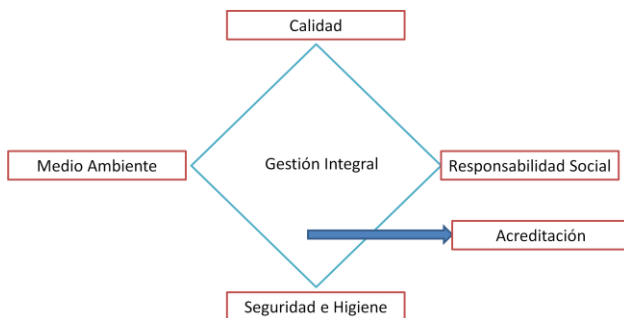 Calidad
Medio Ambiente
Gestión Integral
Responsabilidad Social
Acreditación
Seguridad e Higiene